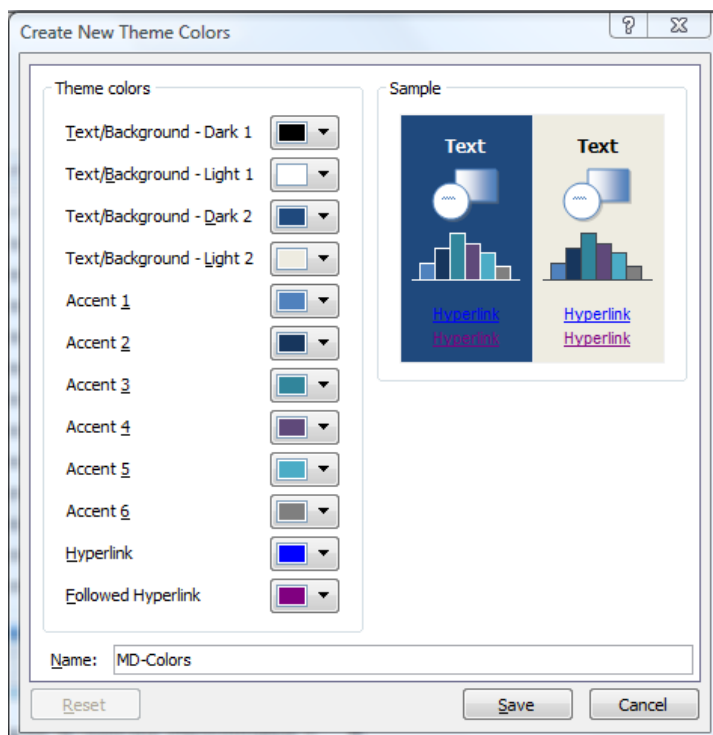 Create New Theme Colors
Theme colors
Text/Background - Dark 1
Text/Background - Light 1
Text/Background - Dark 2
Text/Background - Light 2
Accent 1
Accent 2
Accent 3
Accent 4
Accent 5
Accent 6
Hyperlink
Followed Hyperlink
Sample
Text Text
Hyperlink Hyperlink
Hyperlink Hyperlink
Name: MD-Colors
Reset Save Cancel